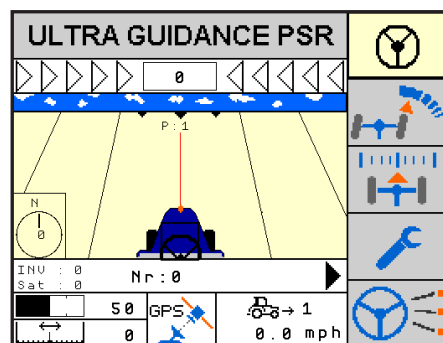 ULTRA GUIDANCE PSR
0
P:1
N
0
INV : 0
Sat : 0
Nr:0
50
GPS
1
0
0.0 mph